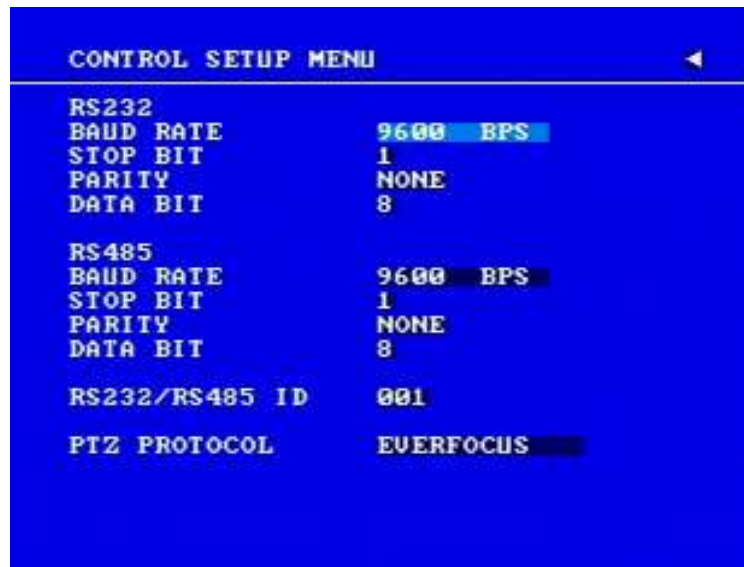 CONTROL SETUP MENU
RS232
BAUD RATE 9600 BPS
STOP BIT 1
PARITY NONE
DATA BIT 8
RS485
BAUD RATE 9600 BPS
STOP BIT 1
PARITY NONE
DATA BIT 8
RS232/RS485 ID 001
PTZ PROTOCOL EVERFOCUS